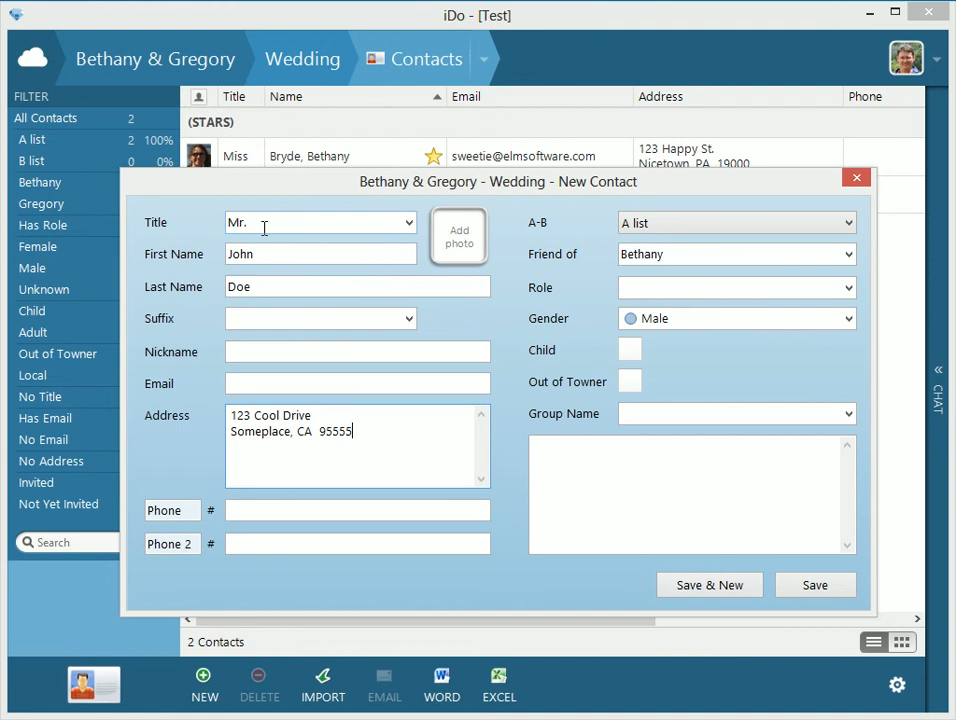 iDo - [Test]
Bethany & Gregory
Wedding
Contacts
FILTER
All Contacts 2
A list 2 100%
B list 0 0%
Bethany
Gregory
Has Role
Female
Male
Unknown
Child
Adult
Out of Towner
Local
No Title
Has Email
No Email
No Address
Invited
Not Yet Invited
Search
Title Name Email Address Phone
(STARS)
Miss Bryde, Bethany sweetie@elmsoftware.com 123 Happy St.
Nicetown, PA 19000
Bethany & Gregory - Wedding - New Contact
Title Mr.
First Name John
Last Name Doe
Suffix
Nickname
Email
Address 123 Cool Drive
Someplace, CA 95555
Phone #
Phone 2 #
Add
photo
A-B A list
Friend of Bethany
Role
Gender Male
Child
Out of Towner
Group Name
Save & New Save
« CHAT
2 Contacts
NEW DELETE IMPORT EMAIL WORD EXCEL